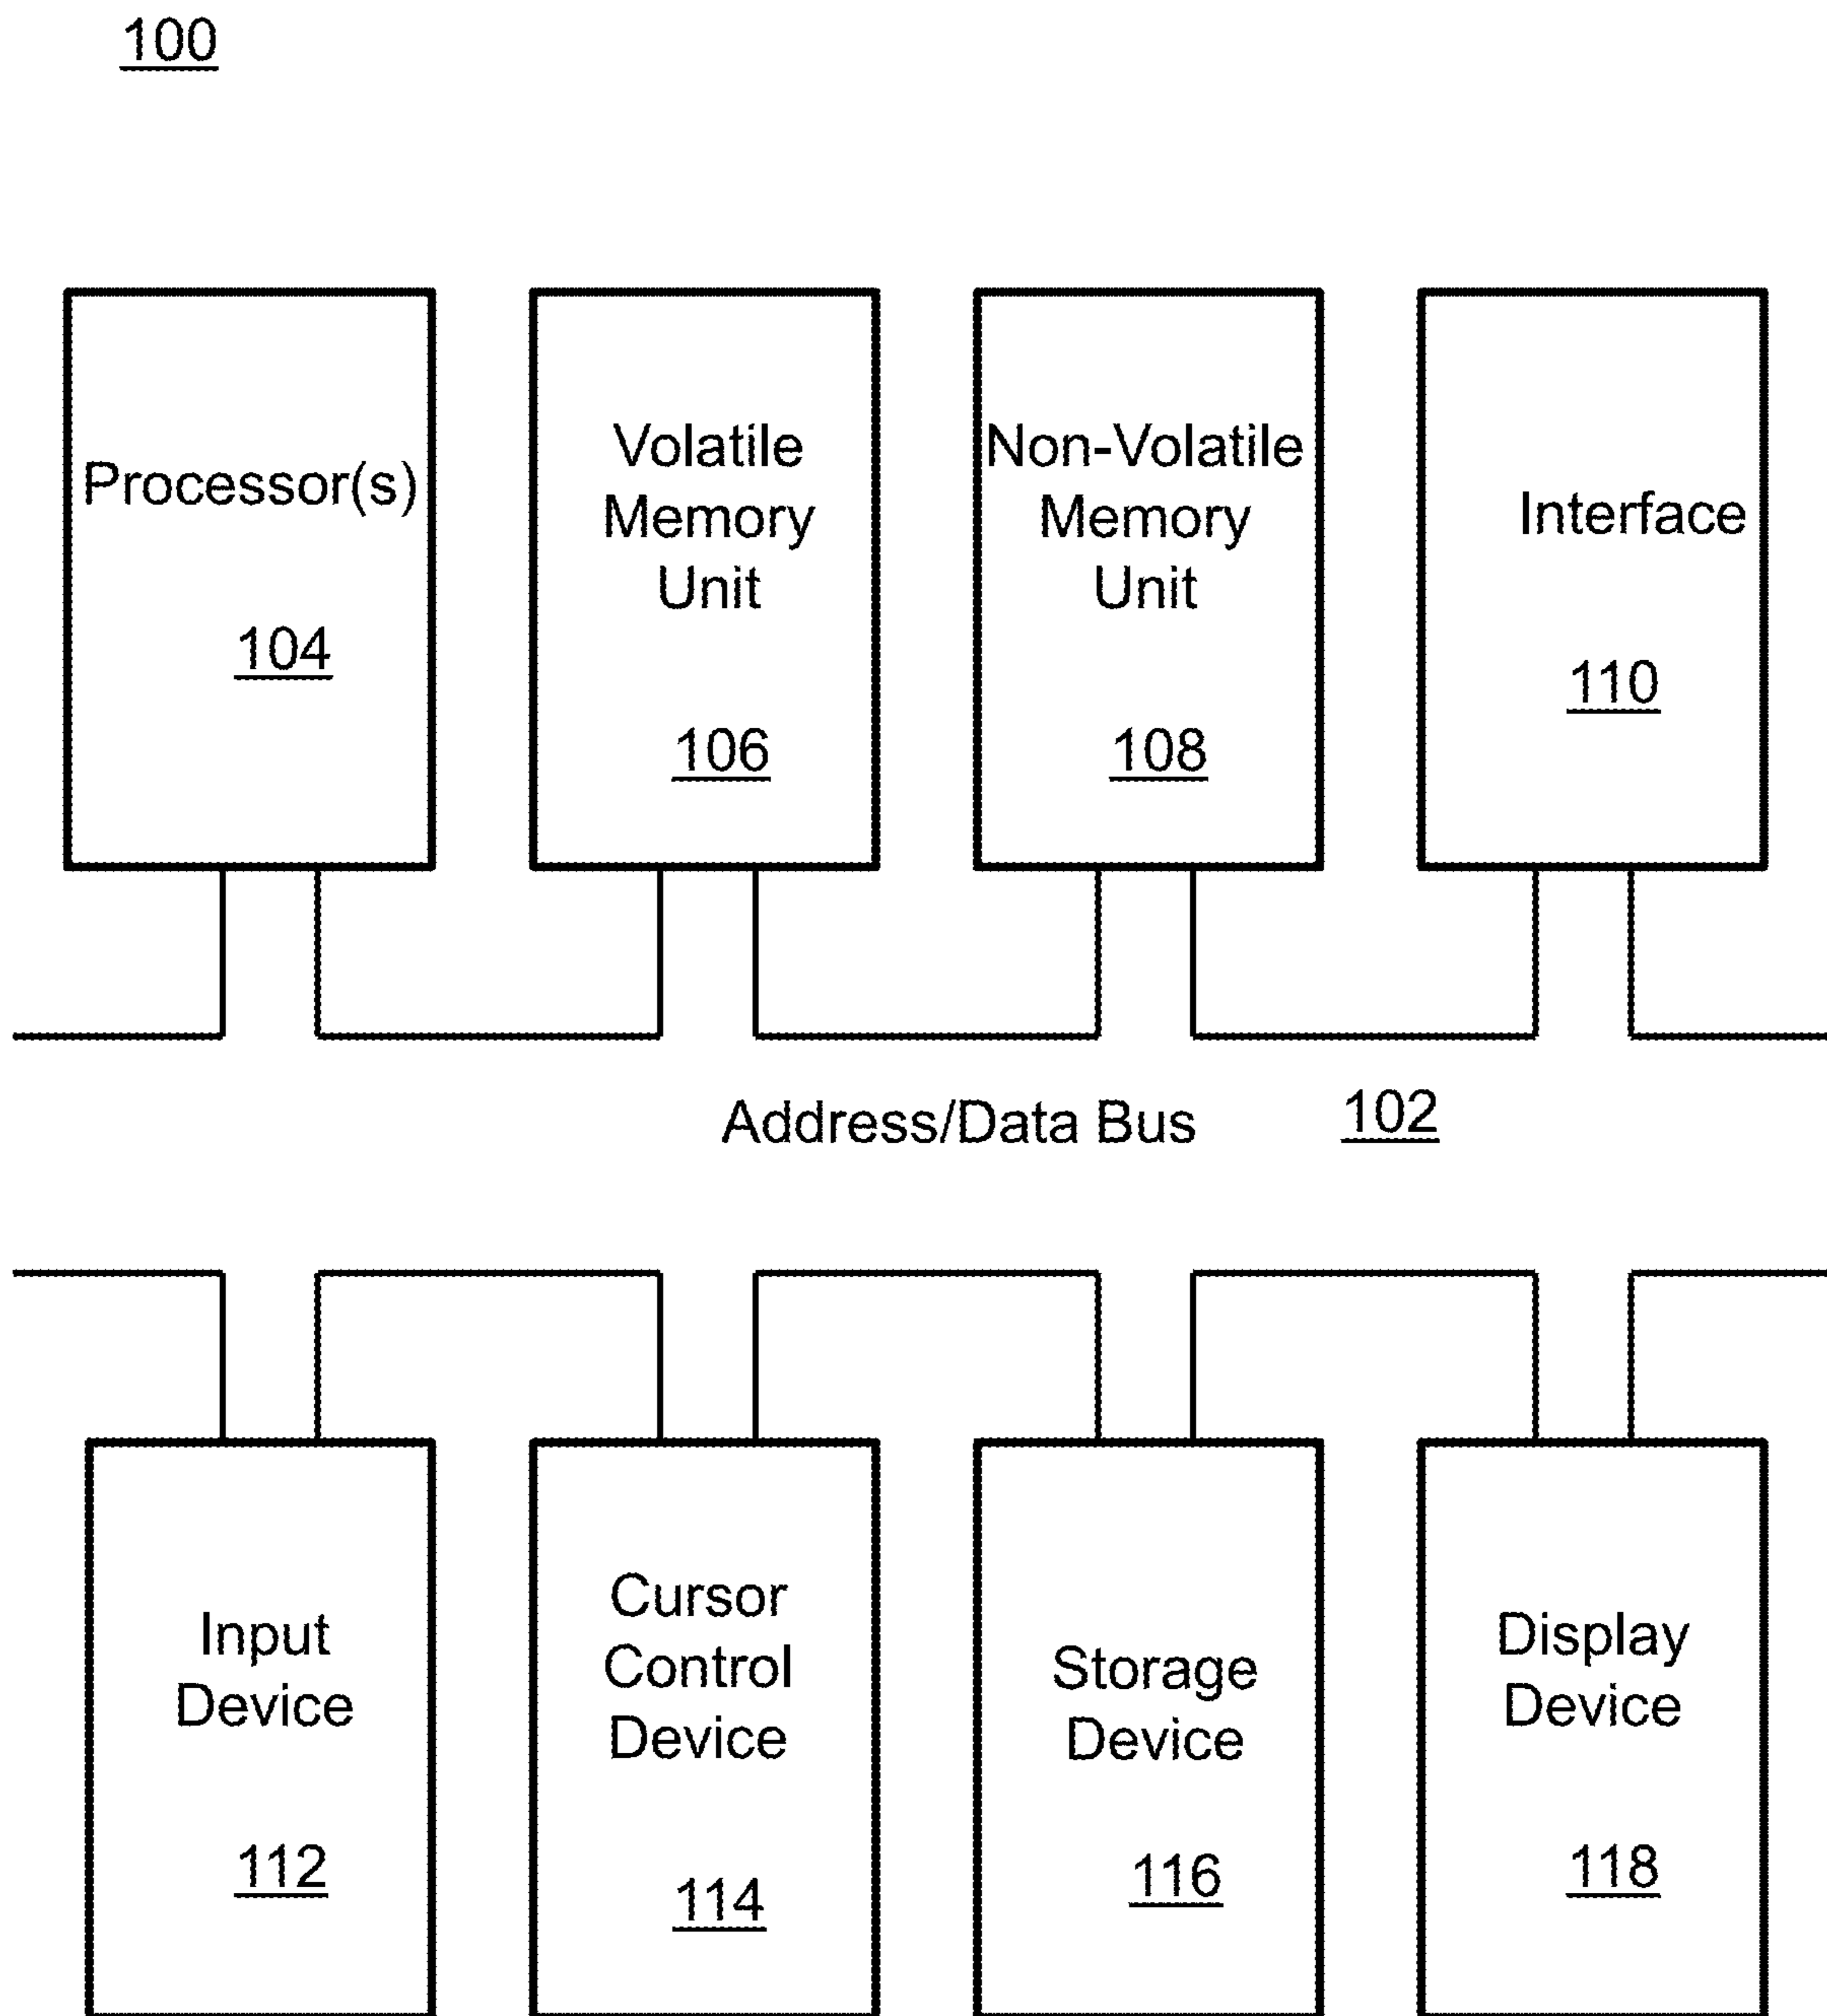 100
Processor(s)
104
Volatile
Memory
Unit
106
Non-Volatile
Memory
Unit
108
Interface
110
Address/Data Bus 102
Input
Device
112
Cursor
Control
Device
114
Storage
Device
116
Display
Device
118